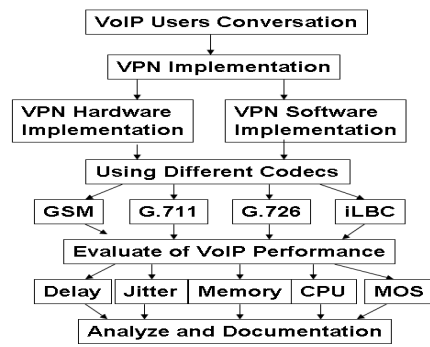 VoIP Users Conversation
VPN Implementation
VPN Hardware
Implementation
VPN Software
Implementation
Using Different Codecs
GSM
G.711
G.726
iLBC
Evaluate of VoIP Performance
Delay
Jitter
Memory
CPU
MOS
Analyze and Documentation